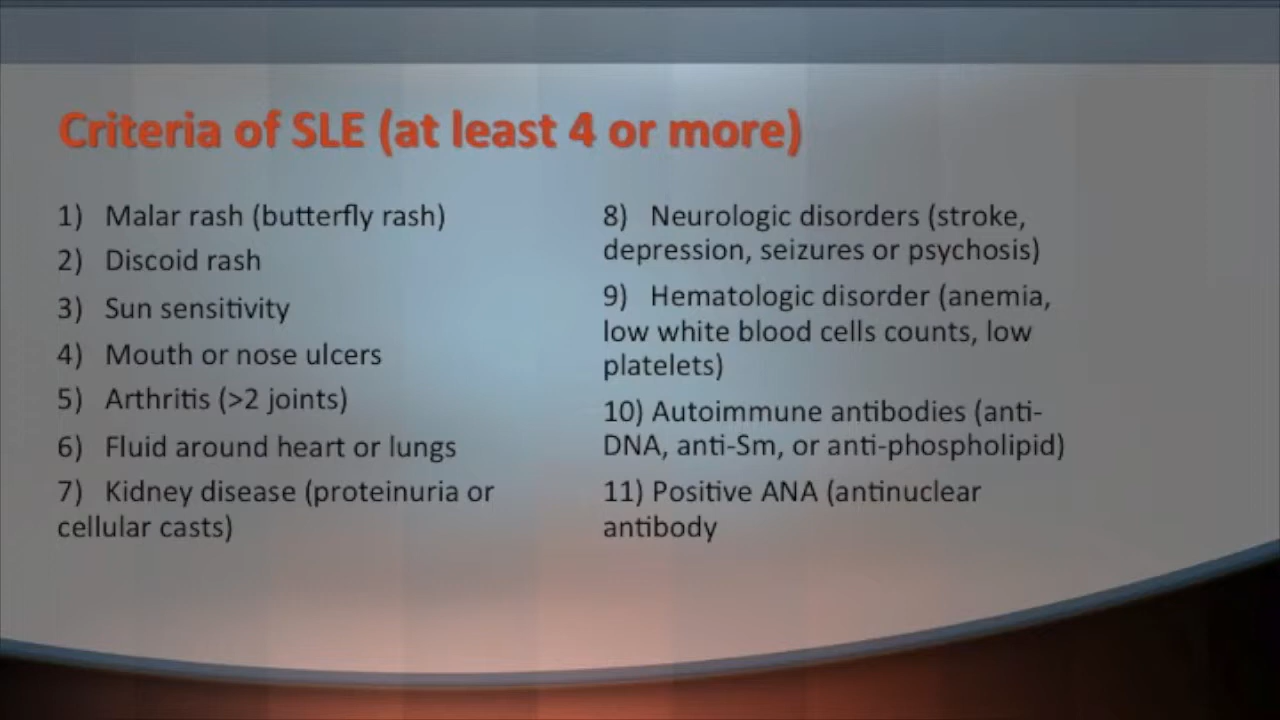 Criteria of SLE (at least 4 or more)
1) Malar rash (butterfly rash)
2) Discoid rash
3) Sun sensitivity
4) Mouth or nose ulcers
5) Arthritis (>2 joints)
6) Fluid around heart or lungs
7) Kidney disease (proteinuria or
cellular casts)
8) Neurologic disorders (stroke,
depression, seizures or psychosis)
9) Hematologic disorder (anemia,
low white blood cells counts, low
platelets)
10) Autoimmune antibodies (anti-
DNA, anti-Sm, or anti-phospholipid)
11) Positive ANA (antinuclear
antibody